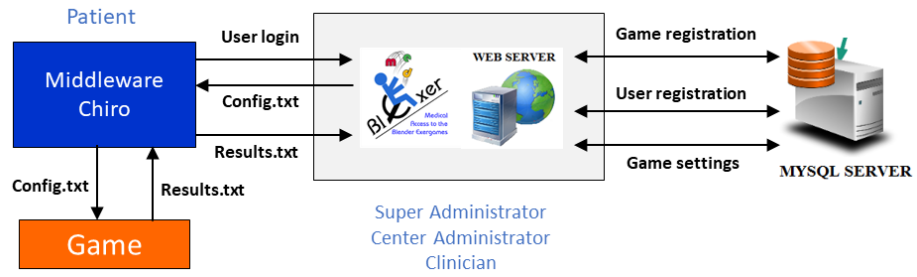 Patient
Middleware
Chiro
User login
Config.txt
Results.txt
Config.txt
Results.txt
Game
Blexer
Medical
Access to the
Blender Exergames
WEB SERVER
Super Administrator
Center Administrator
Clinician
Game registration
User registration
Game settings
MYSQL SERVER